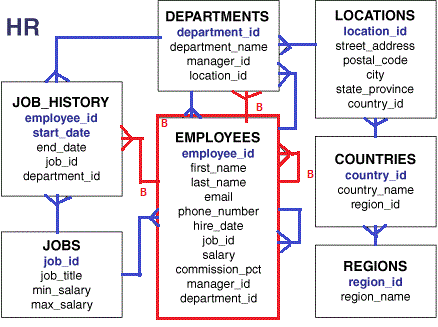 HR
DEPARTMENTS
department_id
department_name
manager_id
location_id
LOCATIONS
location_id
street_address
postal_code
city
state_province
country_id
JOB_HISTORY
employee_id
start_date
end_date
job_id
department_id
B
B
EMPLOYEES
employee_id
first_name
last_name
email
phone_number
hire_date
job_id
salary
commission_pct
manager_id
department_id
B
B
COUNTRIES
country_id
country_name
region_id
JOBS
job_id
job_title
min_salary
max_salary
REGIONS
region_id
region_name